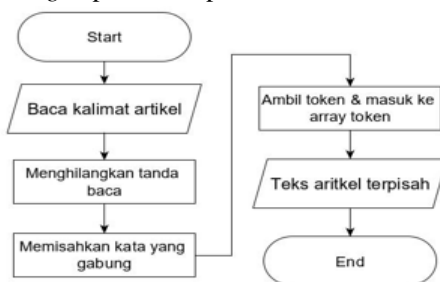 Start
Baca kalimat artikel
Menghilangkan tanda
baca
Memisahkan kata yang
gabung
Ambil token & masuk ke
array token
Teks aritkel terpisah
End